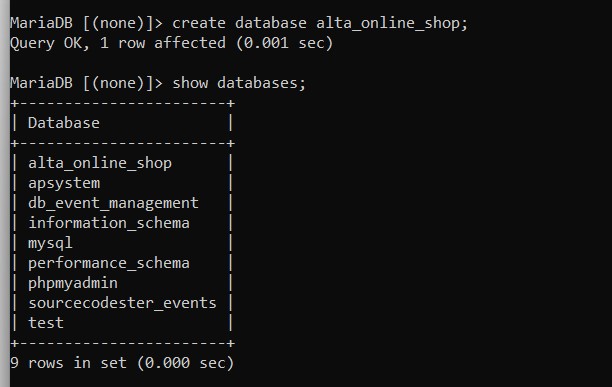 MariaDB [(none)]> create database alta_online_shop;
Query OK, 1 row affected (0.001 sec)

MariaDB [(none)]> show databases;
+-----------------------+
| Database              |
+-----------------------+
| alta_online_shop      |
| apsystem              |
| db_event_management   |
| information_schema    |
| mysql                 |
| performance_schema    |
| phpmyadmin            |
| sourcecodester_events |
| test                  |
+-----------------------+
9 rows in set (0.000 sec)